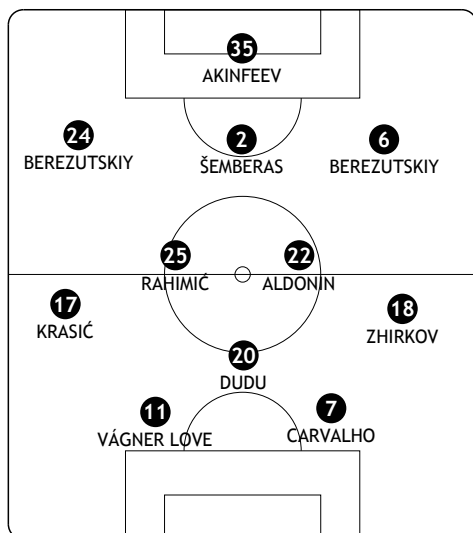 35
AKINFEEV
24
BEREZUTSKIY
2
ŠEMBERAS
6
BEREZUTSKIY
25
RAHIMIĆ
22
ALDONIN
17
KRASIĆ
18
ZHIRKOV
20
DUDU
11
VÁGNER LOVE
7
CARVALHO